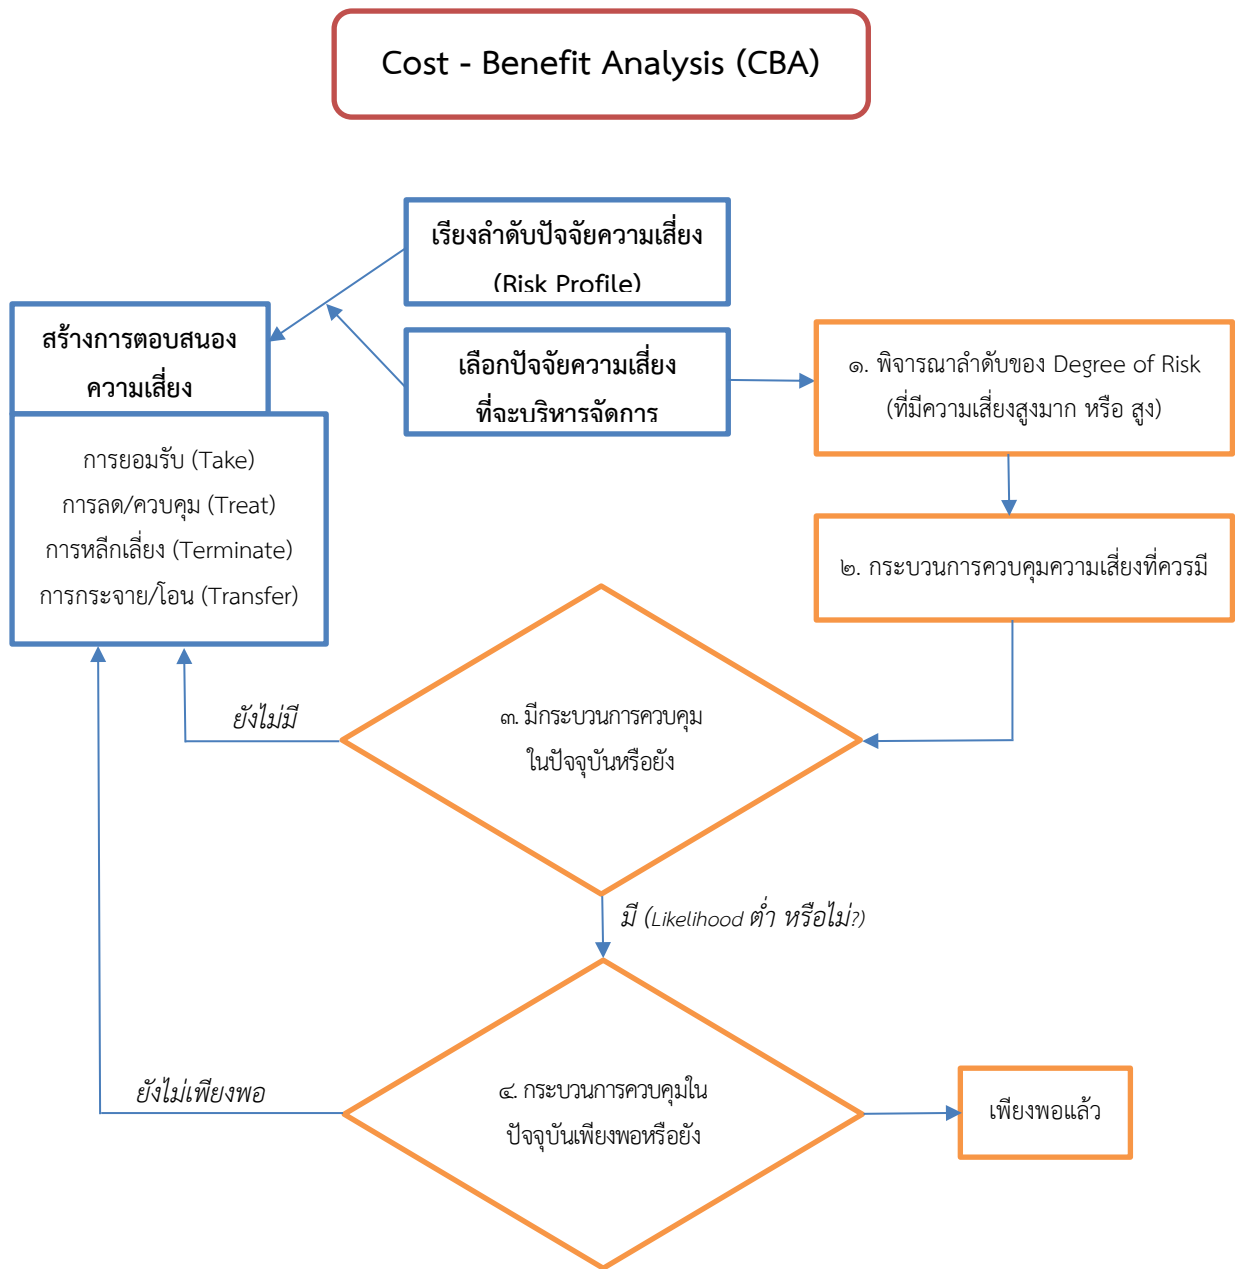 Cost - Benefit Analysis (CBA)
เรียงลำดับปัจจัยความเสี่ยง
(Risk Profile)
สร้างการตอบสนอง
ความเสี่ยง
เลือกปัจจัยความเสี่ยง
ที่จะบริหารจัดการ
๑. พิจารณาลำดับของ Degree of Risk
(ที่มีความเสี่ยงสูงมาก หรือ สูง)
การยอมรับ (Take)
การลด/ควบคุม (Treat)
การหลีกเลี่ยง (Terminate)
การกระจาย/โอน (Transfer)
๒. กระบวนการควบคุมความเสี่ยงที่ควรมี
ยังไม่มี
๓. มีกระบวนการควบคุม
ในปัจจุบันหรือยัง
มี (Likelihood ต่ำ หรือไม่?)
ยังไม่เพียงพอ
๔. กระบวนการควบคุมใน
ปัจจุบันเพียงพอหรือยัง
เพียงพอแล้ว